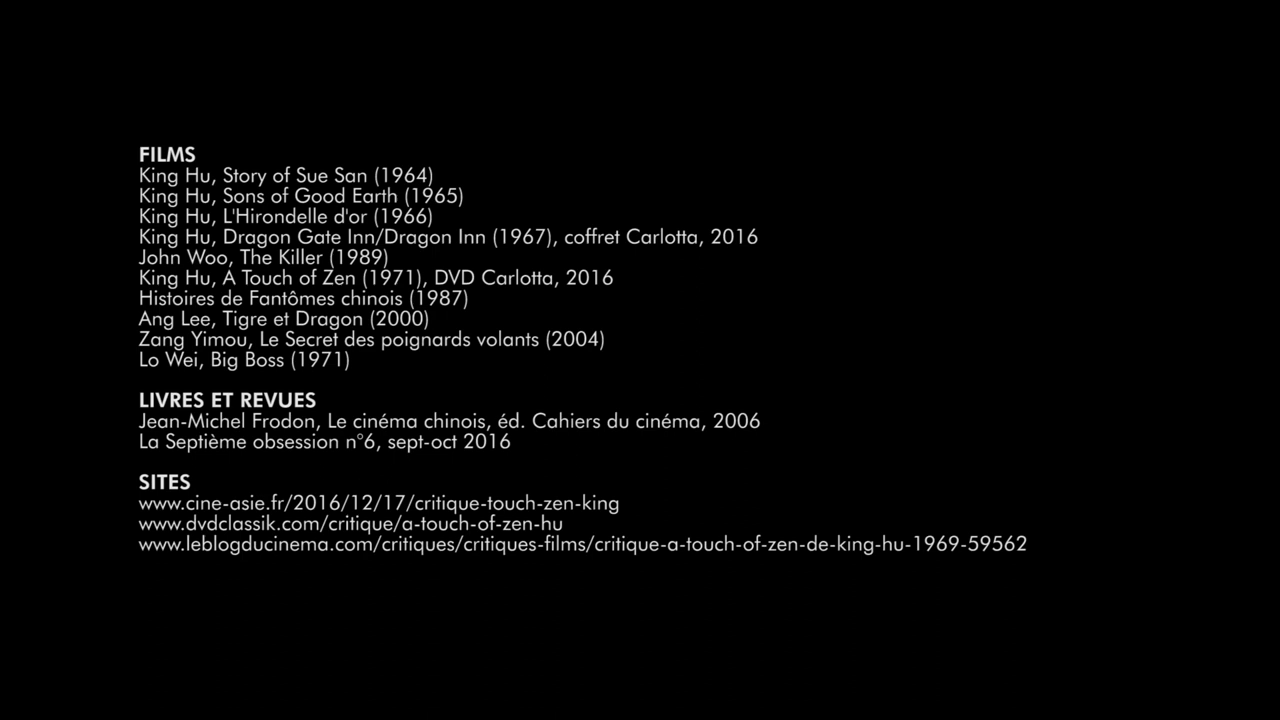 FILMS
King Hu, Story of Sue San (1964)
King Hu, Sons of Good Earth (1965)
King Hu, L'Hirondelle d'or (1966)
King Hu, Dragon Gate Inn/Dragon Inn (1967), coffret Carlotta, 2016
John Woo, The Killer (1989)
King Hu, A Touch of Zen (1971), DVD Carlotta, 2016
Histoires de Fantômes chinois (1987)
Ang Lee, Tigre et Dragon (2000)
Zang Yimou, Le Secret des poignards volants (2004)
Lo Wei, Big Boss (1971)
LIVRES ET REVUES
Jean-Michel Frodon, Le cinéma chinois, éd. Cahiers du cinéma, 2006
La Septième obsession n°6, sept-oct 2016
SITES
www.cine-asie.fr/2016/12/17/critique-touch-zen-king
www.dvdclassik.com/critique/a-touch-of-zen-hu
www.leblogducinema.com/critiques/critiques-films/critique-a-touch-of-zen-de-king-hu-1969-59562